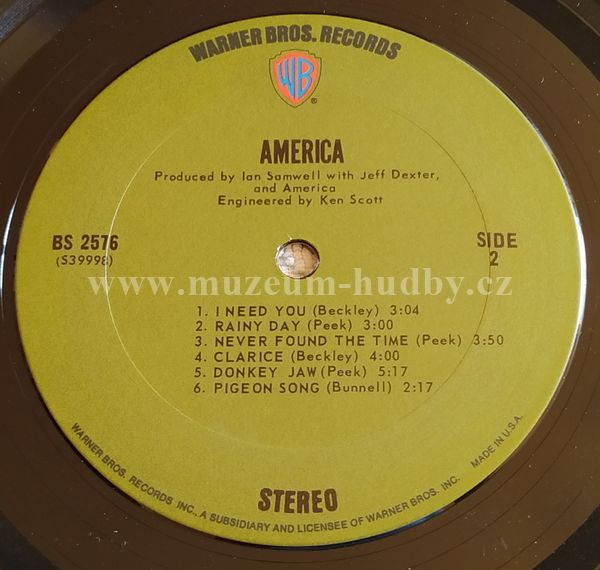 WARNER BROS. RECORDS
WB
®
AMERICA
Produced by Ian Samwell with Jeff Dexter,
and America
Engineered by Ken Scott
BS 2576
(S39998)
SIDE
2
www.muzeum-hudby.cz
1. I NEED YOU (Beckley) 3:04
2. RAINY DAY (Peek) 3:00
3. NEVER FOUND THE TIME (Peek) 3:50
4. CLARICE (Beckley) 4:00
5. DONKEY JAW (Peek) 5:17
6. PIGEON SONG (Bunnell) 2:17
STEREO
WARNER BROS. RECORDS INC., A SUBSIDIARY AND LICENSEE OF WARNER BROS. INC. MADE IN U.S.A.